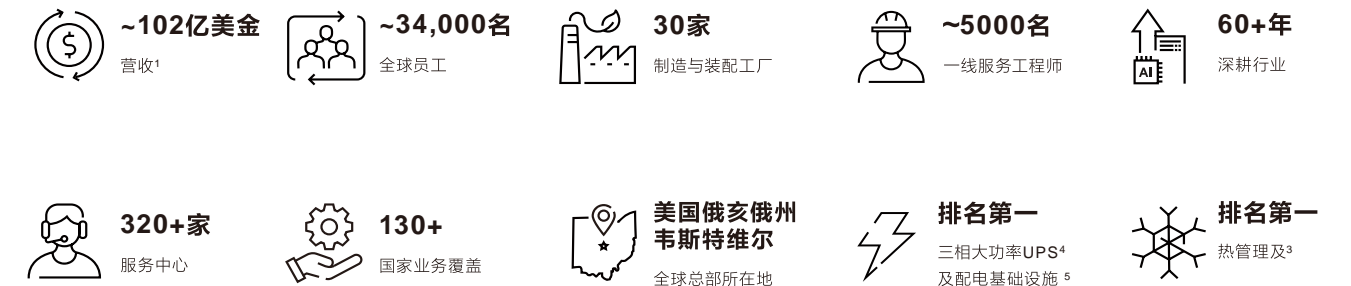 ~102亿美金
营收¹
~34,000名
全球员工
30家
制造与装配工厂
~5000名
一线服务工程师
60+年
深耕行业
AI
320+家
服务中心
130+
国家业务覆盖
美国俄亥俄州
韦斯特维尔
全球总部所在地
排名第一
三相大功率UPS⁴
及配电基础设施 ⁵
排名第一
热管理及³